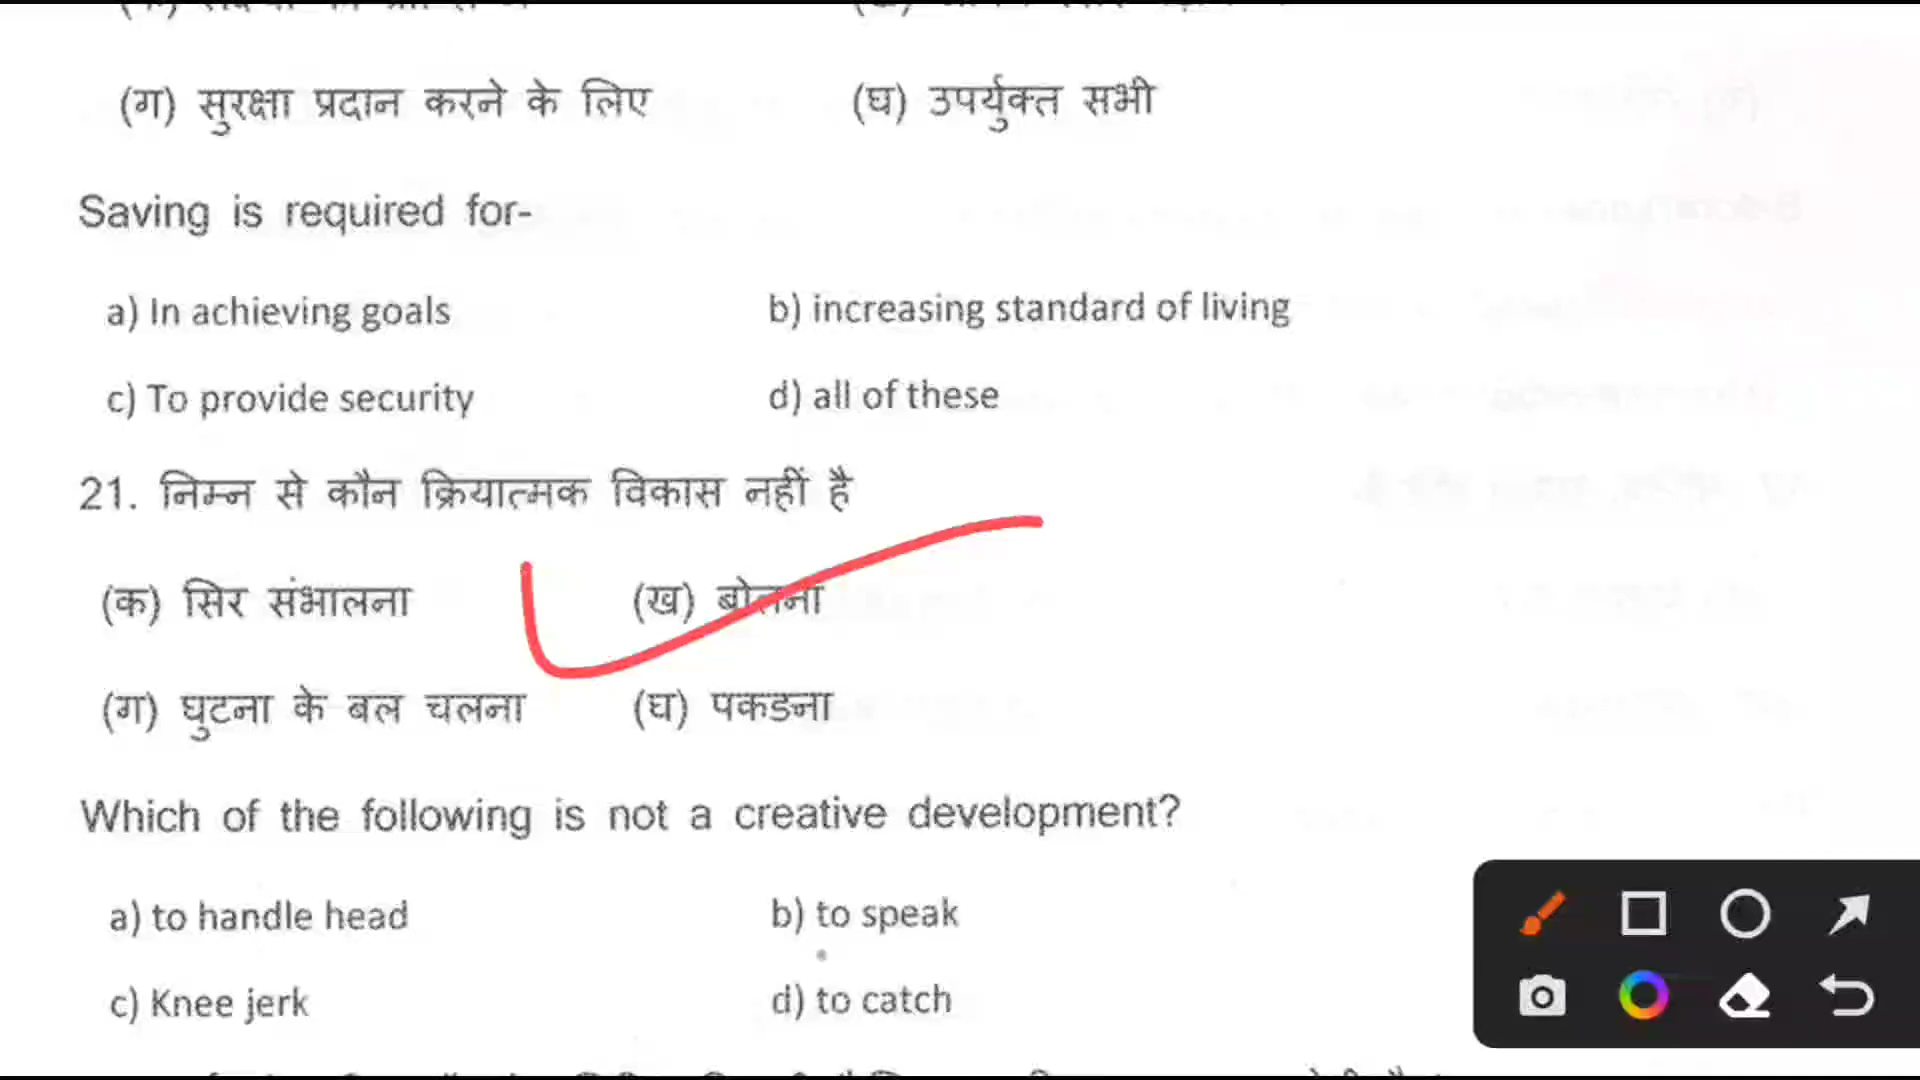 (ग) सुरक्षा प्रदान करने के लिए (घ) उपर्युक्त सभी
Saving is required for-
a) In achieving goals b) increasing standard of living
c) To provide security d) all of these
21. निम्न से कौन क्रियात्मक विकास नहीं है
(क) सिर संभालना (ख) बोलना
(ग) घुटना के बल चलना (घ) पकडना
Which of the following is not a creative development?
a) to handle head b) to speak
c) Knee jerk d) to catch